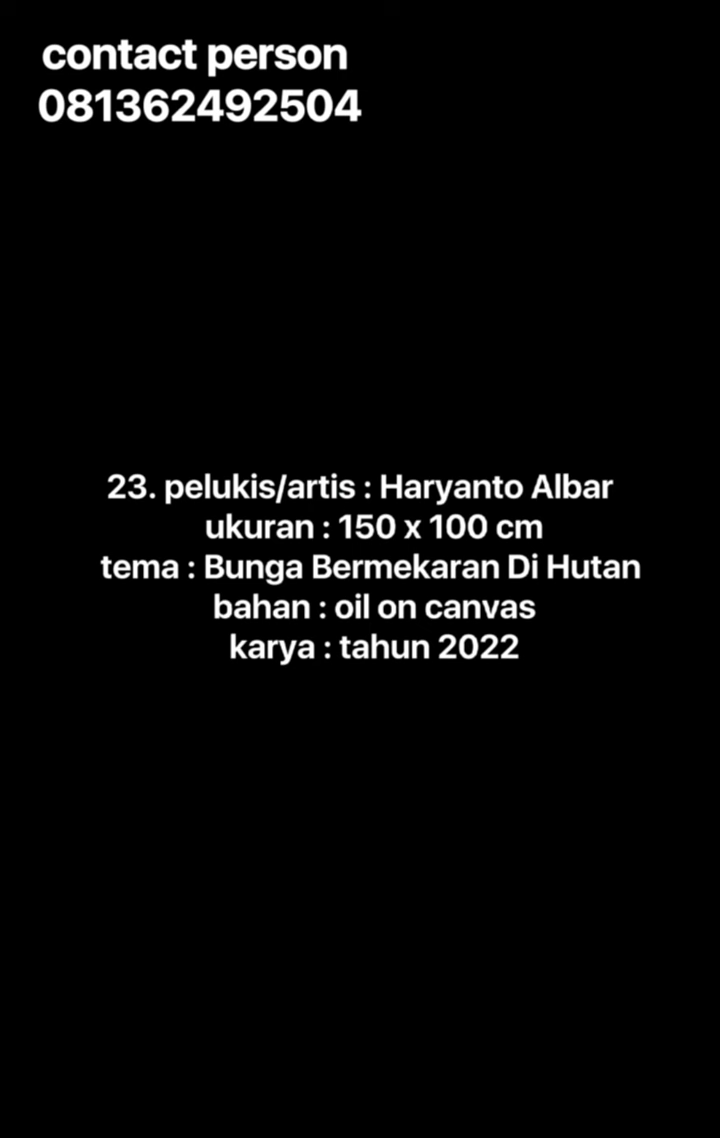 contact person
081362492504
23. pelukis/artis : Haryanto Albar
ukuran : 150 x 100 cm
tema : Bunga Bermekaran Di Hutan
bahan : oil on canvas
karya : tahun 2022